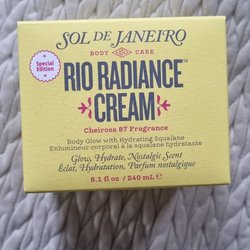 SOL DE JANEIRO
BODY CARE
Special
Edition
RIO RADIANCE™
CREAM
Cheirosa 87 Fragrance
Body Glow with Hydrating Squalane
Enlumineur corporel à la squalane hydratante
Glow, Hydrate, Nostalgic Scent
Éclat, Hydratation, Parfum nostalgique
8.1 fl oz / 240 mL e